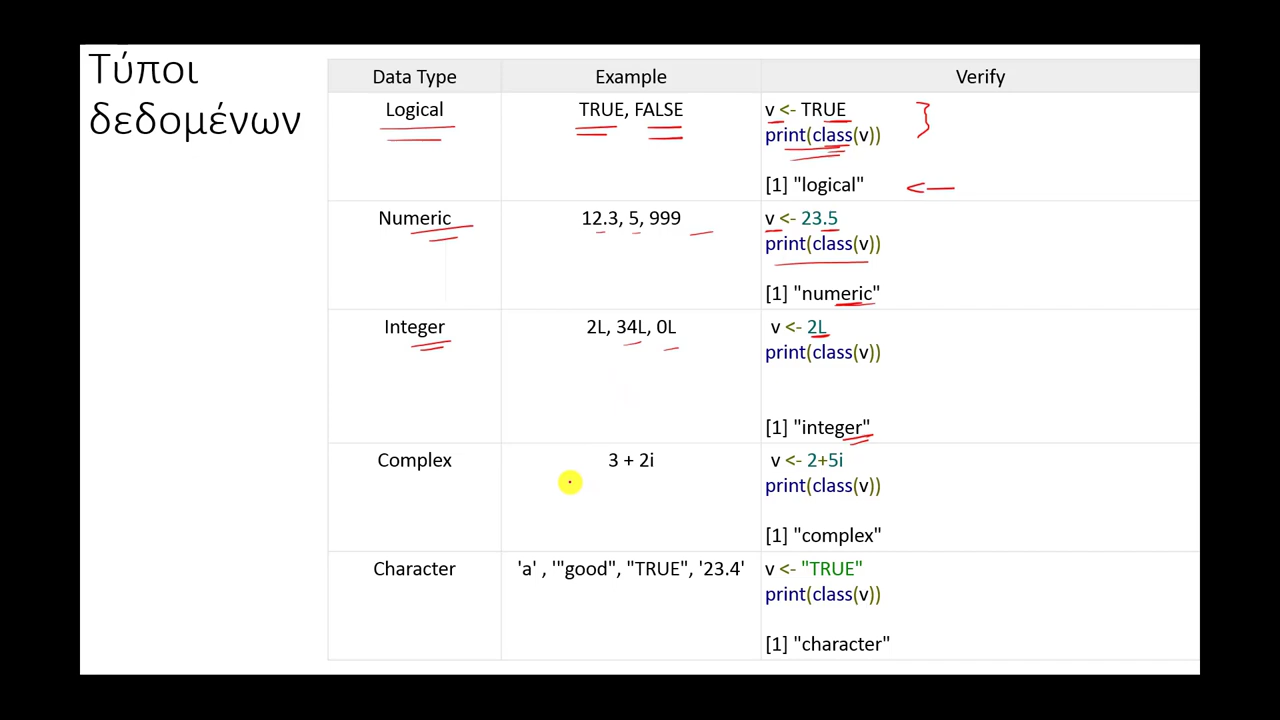 Τύποι
δεδομένων
Data Type Example Verify
Logical TRUE, FALSE v <- TRUE
print(class(v))
[1] "logical"
Numeric 12.3, 5, 999 v <- 23.5
print(class(v))
[1] "numeric"
Integer 2L, 34L, 0L v <- 2L
print(class(v))
[1] "integer"
Complex 3 + 2i v <- 2+5i
print(class(v))
[1] "complex"
Character 'a' , '"good", "TRUE", '23.4' v <- "TRUE"
print(class(v))
[1] "character"